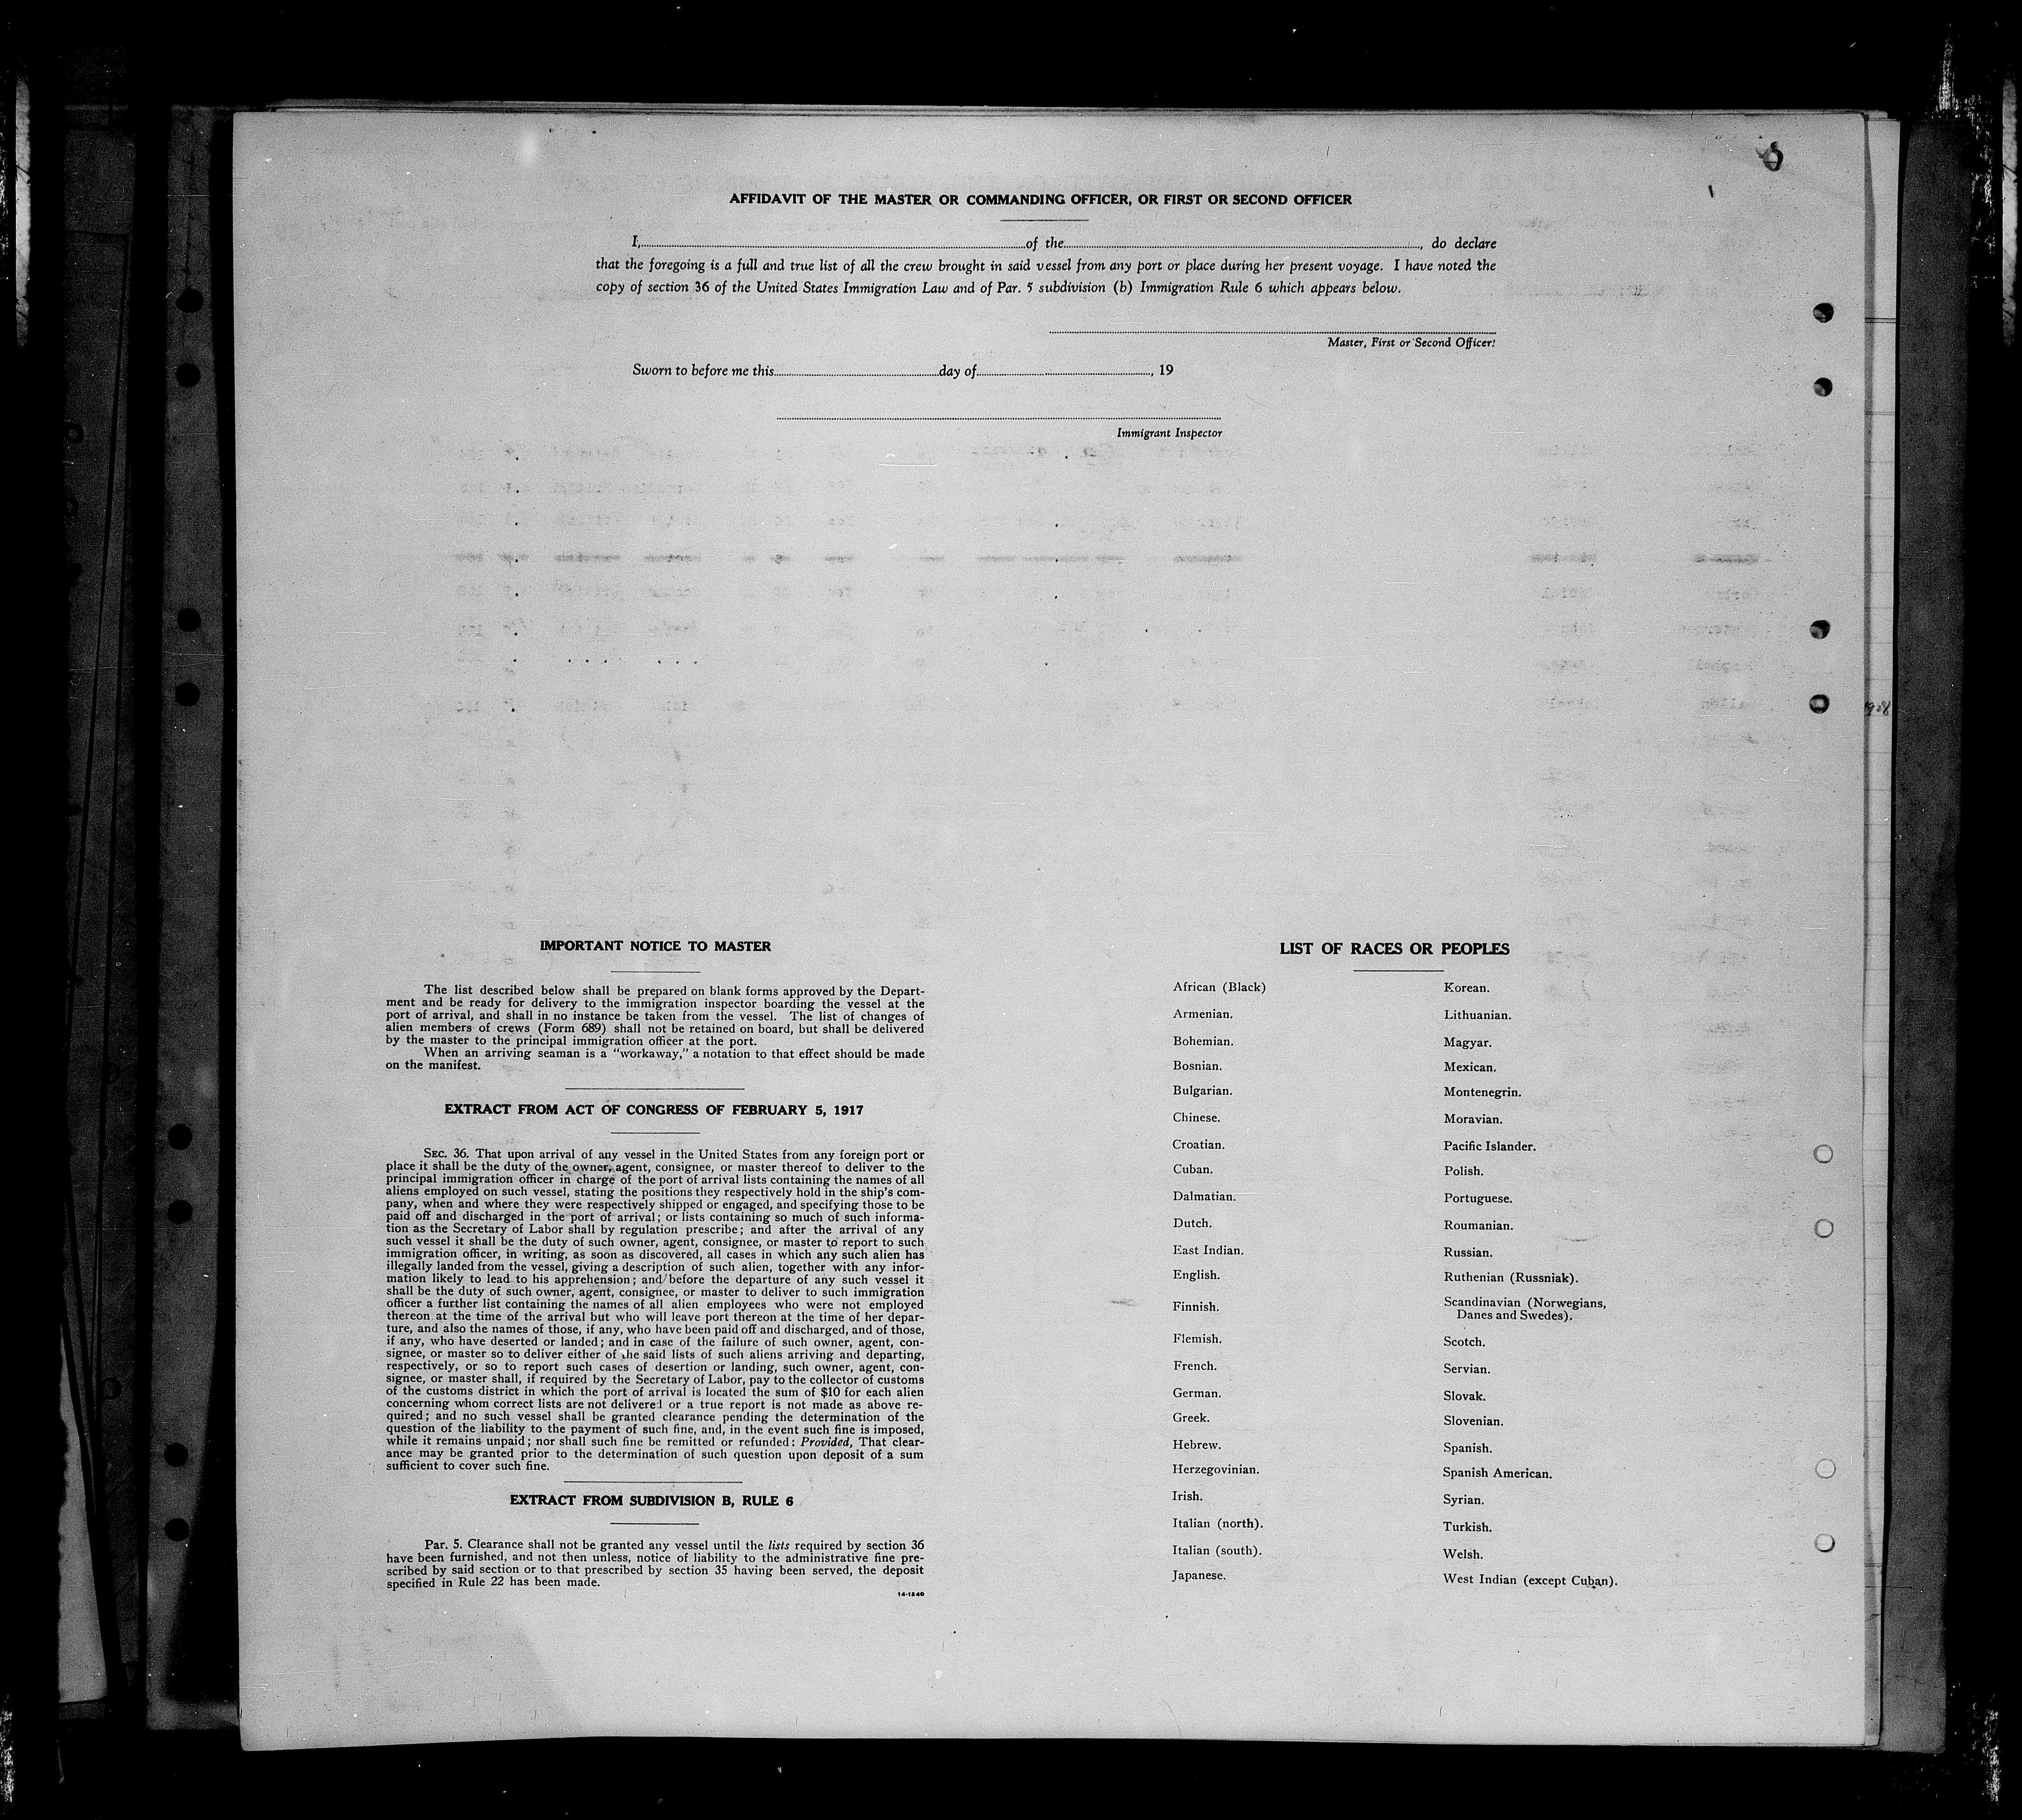 AFFIDAVIT OF THE MASTER OR COMMANDING OFFICER, OR FIRST OR SECOND OFFICER
I, of the , do declare
that the foregoing is a full and true list of all the crew brought in said vessel from any port or place during her present voyage. I have noted the
copy of section 36 of the United States Immigration Law and of Par. 5 subdivision (b) Immigration Rule 6 which appears below.
Master, First or Second Officer.
Sworn to before me this day of , 19
Immigrant Inspector
1928
IMPORTANT NOTICE TO MASTER
The list described below shall be prepared on blank forms approved by the Depart-
ment and be ready for delivery to the immigration inspector boarding the vessel at the
port of arrival, and shall in no instance be taken from the vessel. The list of changes of
alien members of crews (Form 689) shall not be retained on board, but shall be delivered
by the master to the principal immigration officer at the port.
When an arriving seaman is a "workaway," a notation to that effect should be made
on the manifest.
EXTRACT FROM ACT OF CONGRESS OF FEBRUARY 5, 1917
SEC. 36. That upon arrival of any vessel in the United States from any foreign port or
place it shall be the duty of the owner, agent, consignee, or master thereof to deliver to the
principal immigration officer in charge of the port of arrival lists containing the names of all
aliens employed on such vessel, stating the positions they respectively hold in the ship's com-
pany, when and where they were respectively shipped or engaged, and specifying those to be
paid off and discharged in the port of arrival; or lists containing so much of such informa-
tion as the Secretary of Labor shall by regulation prescribe; and after the arrival of any
such vessel it shall be the duty of such owner, agent, consignee, or master to report to such
immigration officer, in writing, as soon as discovered, all cases in which any such alien has
illegally landed from the vessel, giving a description of such alien, together with any infor-
mation likely to lead to his apprehension; and before the departure of any such vessel it
shall be the duty of such owner, agent, consignee, or master to deliver to such immigration
officer a further list containing the names of all alien employees who were not employed
thereon at the time of the arrival but who will leave port thereon at the time of her depar-
ture, and also the names of those, if any, who have been paid off and discharged, and of those,
if any, who have deserted or landed; and in case of the failure of such owner, agent, con-
signee, or master so to deliver either of the said lists of such aliens arriving and departing,
respectively, or so to report such cases of desertion or landing, such owner, agent, con-
signee, or master shall, if required by the Secretary of Labor, pay to the collector of customs
of the customs district in which the port of arrival is located the sum of $10 for each alien
concerning whom correct lists are not delivered or a true report is not made as above re-
quired; and no such vessel shall be granted clearance pending the determination of the
question of the liability to the payment of such fine, and, in the event such fine is imposed,
while it remains unpaid; nor shall such fine be remitted or refunded: Provided, That clear-
ance may be granted prior to the determination of such question upon deposit of a sum
sufficient to cover such fine.
EXTRACT FROM SUBDIVISION B, RULE 6
Par. 5. Clearance shall not be granted any vessel until the lists required by section 36
have been furnished, and not then unless, notice of liability to the administrative fine pre-
scribed by said section or to that prescribed by section 35 having been served, the deposit
specified in Rule 22 has been made.
14-1840
LIST OF RACES OR PEOPLES
African (Black)
Armenian.
Bohemian.
Bosnian.
Bulgarian.
Chinese.
Croatian.
Cuban.
Dalmatian.
Dutch.
East Indian.
English.
Finnish.
Flemish.
French.
German.
Greek.
Hebrew.
Herzegovinian.
Irish.
Italian (north).
Italian (south).
Japanese.
Korean.
Lithuanian.
Magyar.
Mexican.
Montenegrin.
Moravian.
Pacific Islander.
Polish.
Portuguese.
Roumanian.
Russian.
Ruthenian (Russniak).
Scandinavian (Norwegians,
Danes and Swedes).
Scotch.
Servian.
Slovak.
Slovenian.
Spanish.
Spanish American.
Syrian.
Turkish.
Welsh.
West Indian (except Cuban).